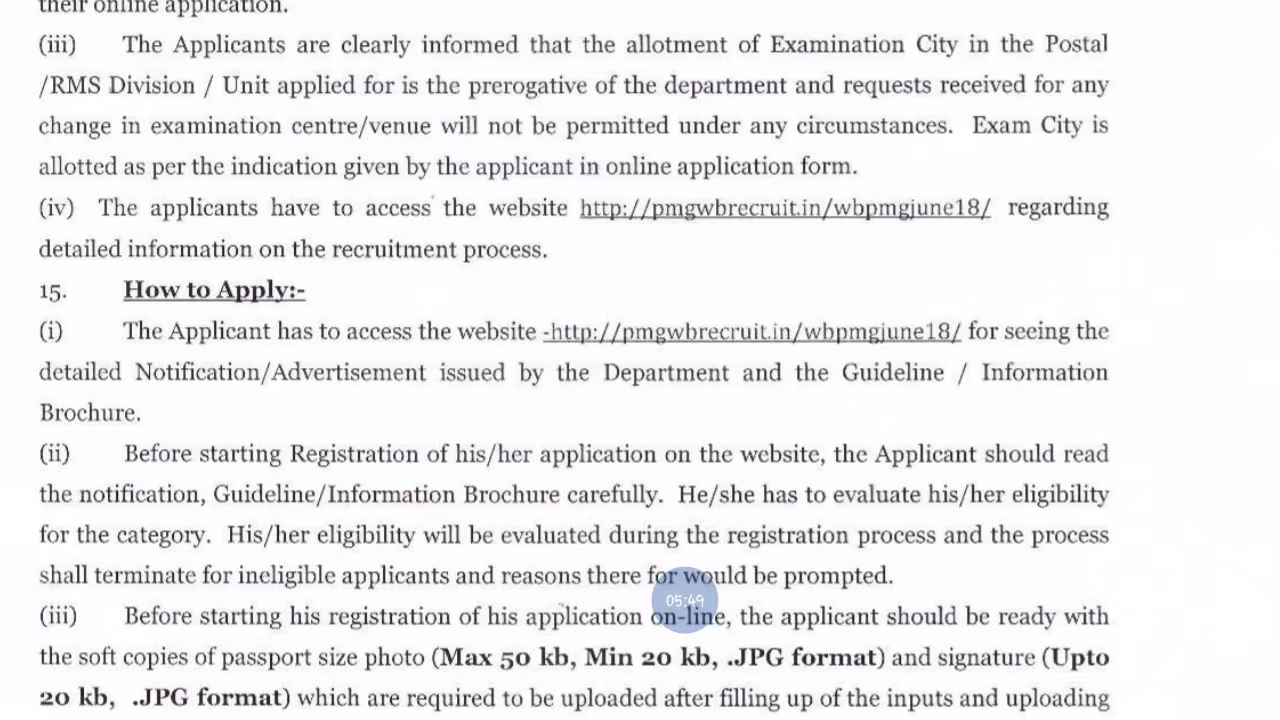 their online application.
(iii) The Applicants are clearly informed that the allotment of Examination City in the Postal
/RMS Division / Unit applied for is the prerogative of the department and requests received for any
change in examination centre/venue will not be permitted under any circumstances. Exam City is
allotted as per the indication given by the applicant in online application form.
(iv) The applicants have to access the website http://pmgwbrecruit.in/wbpmgjune18/ regarding
detailed information on the recruitment process.
15. How to Apply:-
(i) The Applicant has to access the website -http://pmgwbrecruit.in/wbpmgjune18/ for seeing the
detailed Notification/Advertisement issued by the Department and the Guideline / Information
Brochure.
(ii) Before starting Registration of his/her application on the website, the Applicant should read
the notification, Guideline/Information Brochure carefully. He/she has to evaluate his/her eligibility
for the category. His/her eligibility will be evaluated during the registration process and the process
shall terminate for ineligible applicants and reasons there for would be prompted.
05:49
(iii) Before starting his registration of his application on-line, the applicant should be ready with
the soft copies of passport size photo (Max 50 kb, Min 20 kb, .JPG format) and signature (Upto
20 kb, .JPG format) which are required to be uploaded after filling up of the inputs and uploading